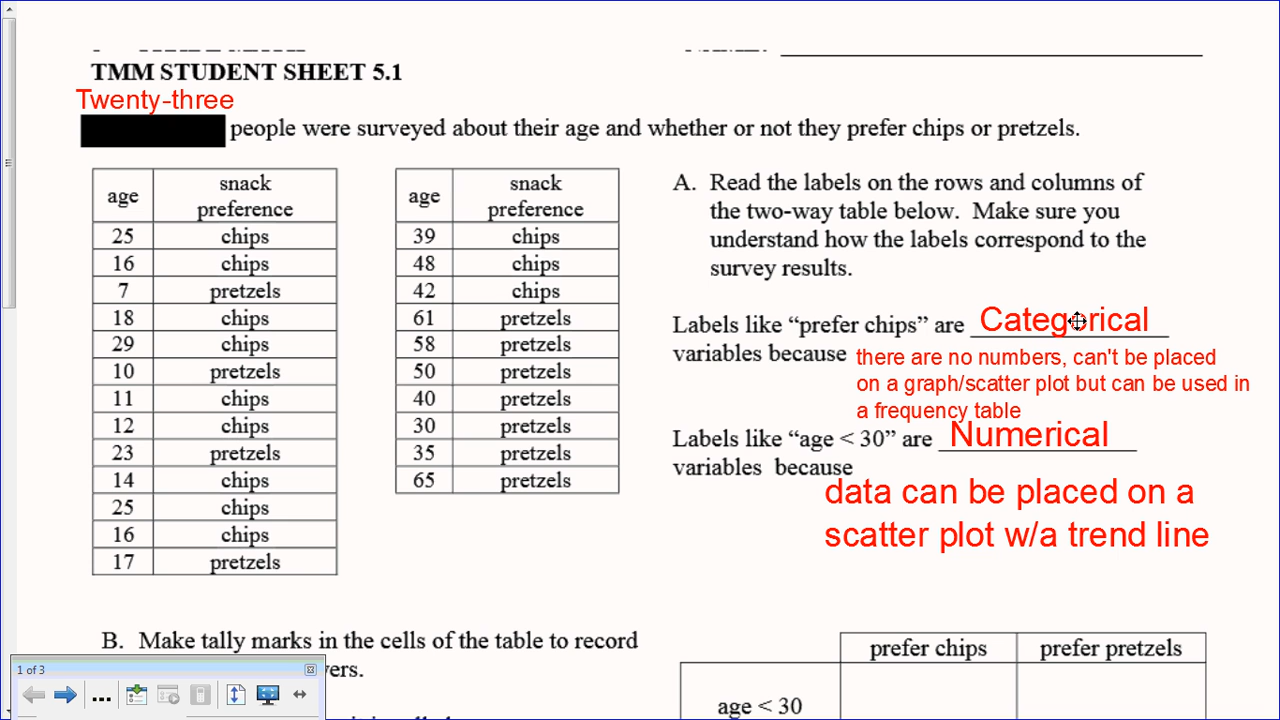 TMM STUDENT SHEET 5.1
Twenty-three
people were surveyed about their age and whether or not they prefer chips or pretzels.
age snack preference
25 chips
16 chips
7 pretzels
18 chips
29 chips
10 pretzels
11 chips
12 chips
23 pretzels
14 chips
25 chips
16 chips
17 pretzels
age snack preference
39 chips
48 chips
42 chips
61 pretzels
58 pretzels
50 pretzels
40 pretzels
30 pretzels
35 pretzels
65 pretzels
A. Read the labels on the rows and columns of
the two-way table below. Make sure you
understand how the labels correspond to the
survey results.
Labels like “prefer chips” are Categorical
variables because there are no numbers, can't be placed
on a graph/scatter plot but can be used in
a frequency table
Labels like “age < 30” are Numerical
variables because
data can be placed on a
scatter plot w/a trend line
B. Make tally marks in the cells of the table to record
prefer chips prefer pretzels
age < 30
1 of 3